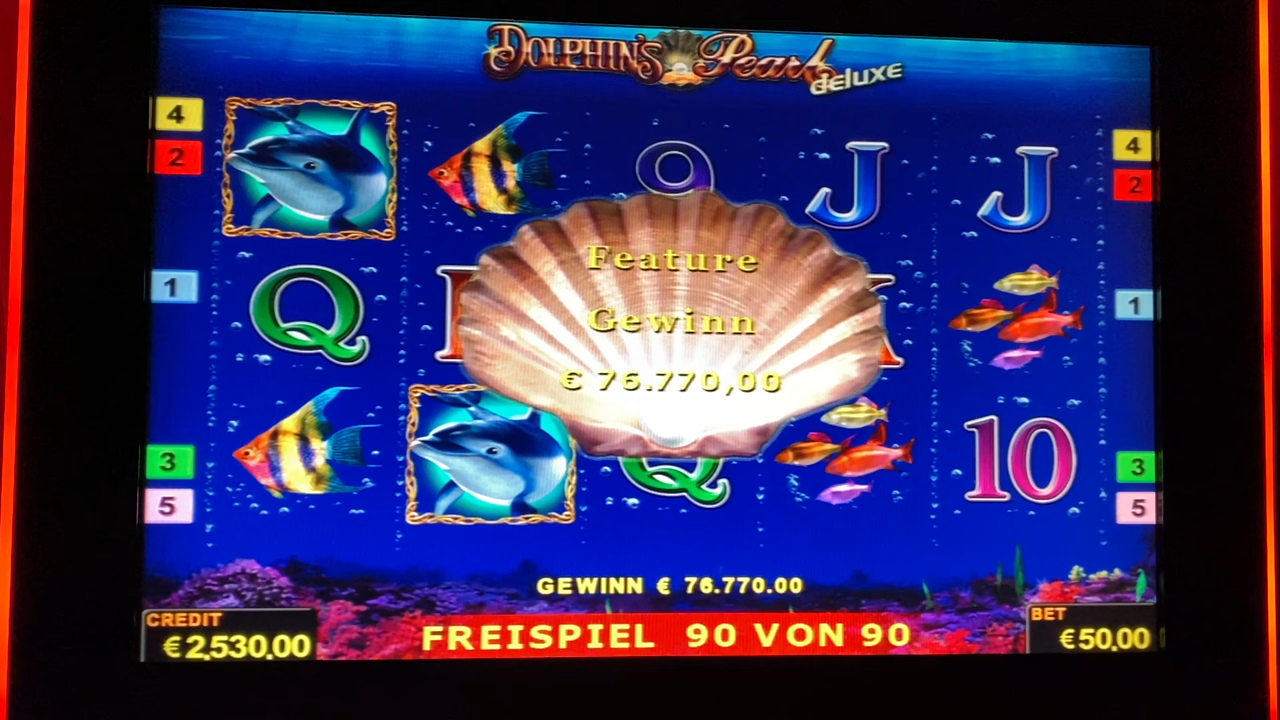 DOLPHIN'S Pearl deluxe
4
2
4
2
9
J
J
Feature
Gewinn
€ 76.770,00
1
Q
1
3
5
Q
10
3
5
GEWINN € 76.770.00
CREDIT
€2,530,00
FREISPIEL 90 VON 90
BET
€50,00